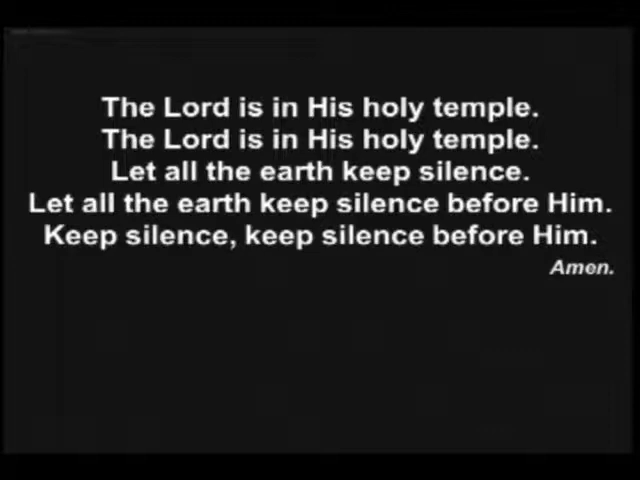 The Lord is in His holy temple.
The Lord is in His holy temple.
Let all the earth keep silence.
Let all the earth keep silence before Him.
Keep silence, keep silence before Him.
Amen.